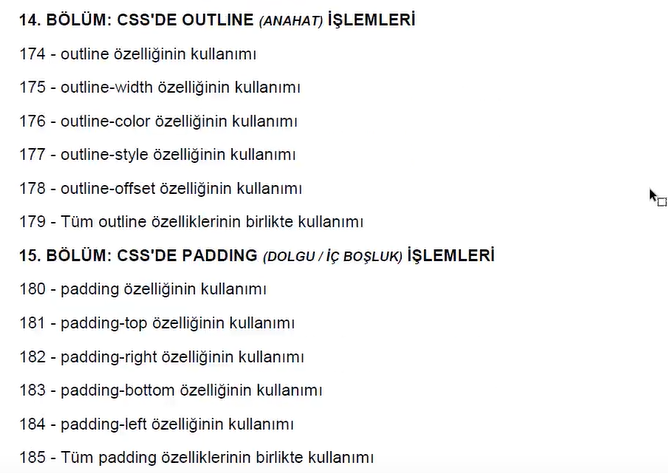 14. BÖLÜM: CSS'DE OUTLINE (ANAHAT) İŞLEMLERİ
174 - outline özelliğinin kullanımı
175 - outline-width özelliğinin kullanımı
176 - outline-color özelliğinin kullanımı
177 - outline-style özelliğinin kullanımı
178 - outline-offset özelliğinin kullanımı
179 - Tüm outline özelliklerinin birlikte kullanımı
15. BÖLÜM: CSS'DE PADDING (DOLGU / İÇ BOŞLUK) İŞLEMLERİ
180 - padding özelliğinin kullanımı
181 - padding-top özelliğinin kullanımı
182 - padding-right özelliğinin kullanımı
183 - padding-bottom özelliğinin kullanımı
184 - padding-left özelliğinin kullanımı
185 - Tüm padding özelliklerinin birlikte kullanımı